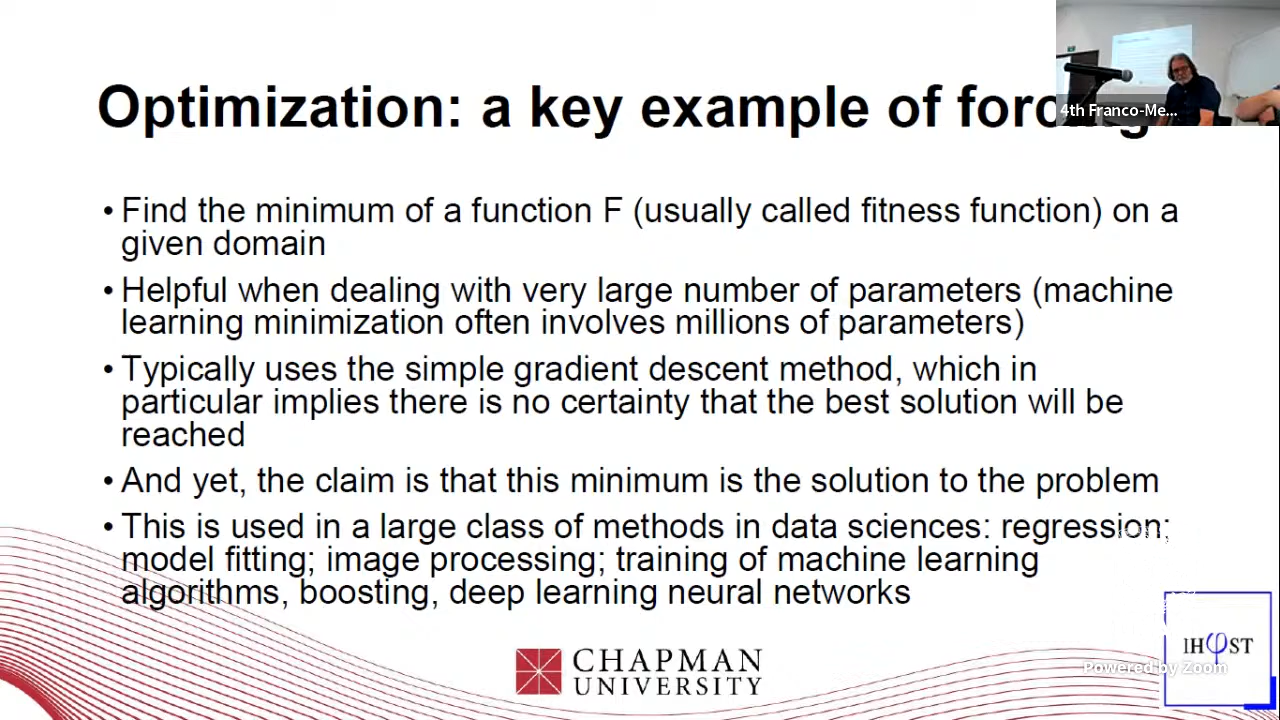 Optimization: a key example of forcing
4th Franco-Me...
• Find the minimum of a function F (usually called fitness function) on a
given domain
• Helpful when dealing with very large number of parameters (machine
learning minimization often involves millions of parameters)
• Typically uses the simple gradient descent method, which in
particular implies there is no certainty that the best solution will be
reached
• And yet, the claim is that this minimum is the solution to the problem
• This is used in a large class of methods in data sciences: regression;
model fitting; image processing; training of machine learning
algorithms, boosting, deep learning neural networks
CHAPMAN
UNIVERSITY
IHφST
Powered by Zoom